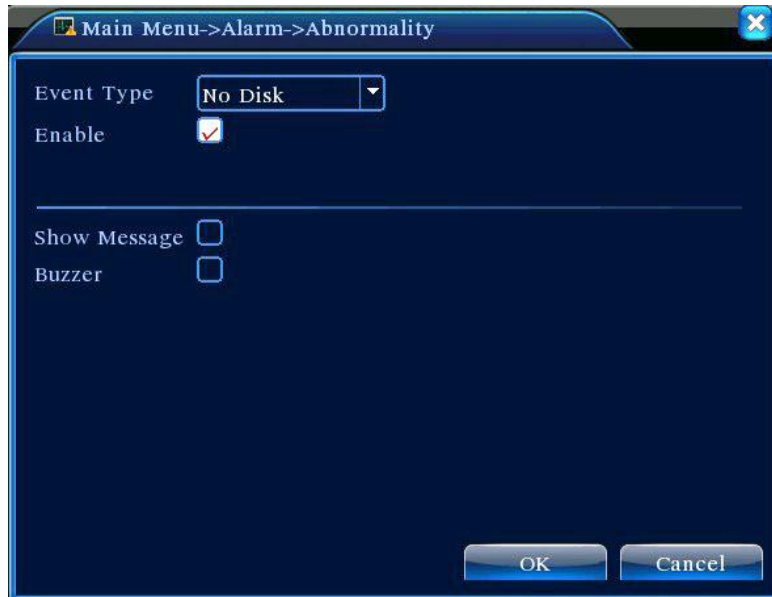 Main Menu->Alarm->Abnormality
Event Type No Disk
Enable
Show Message
Buzzer
OK Cancel